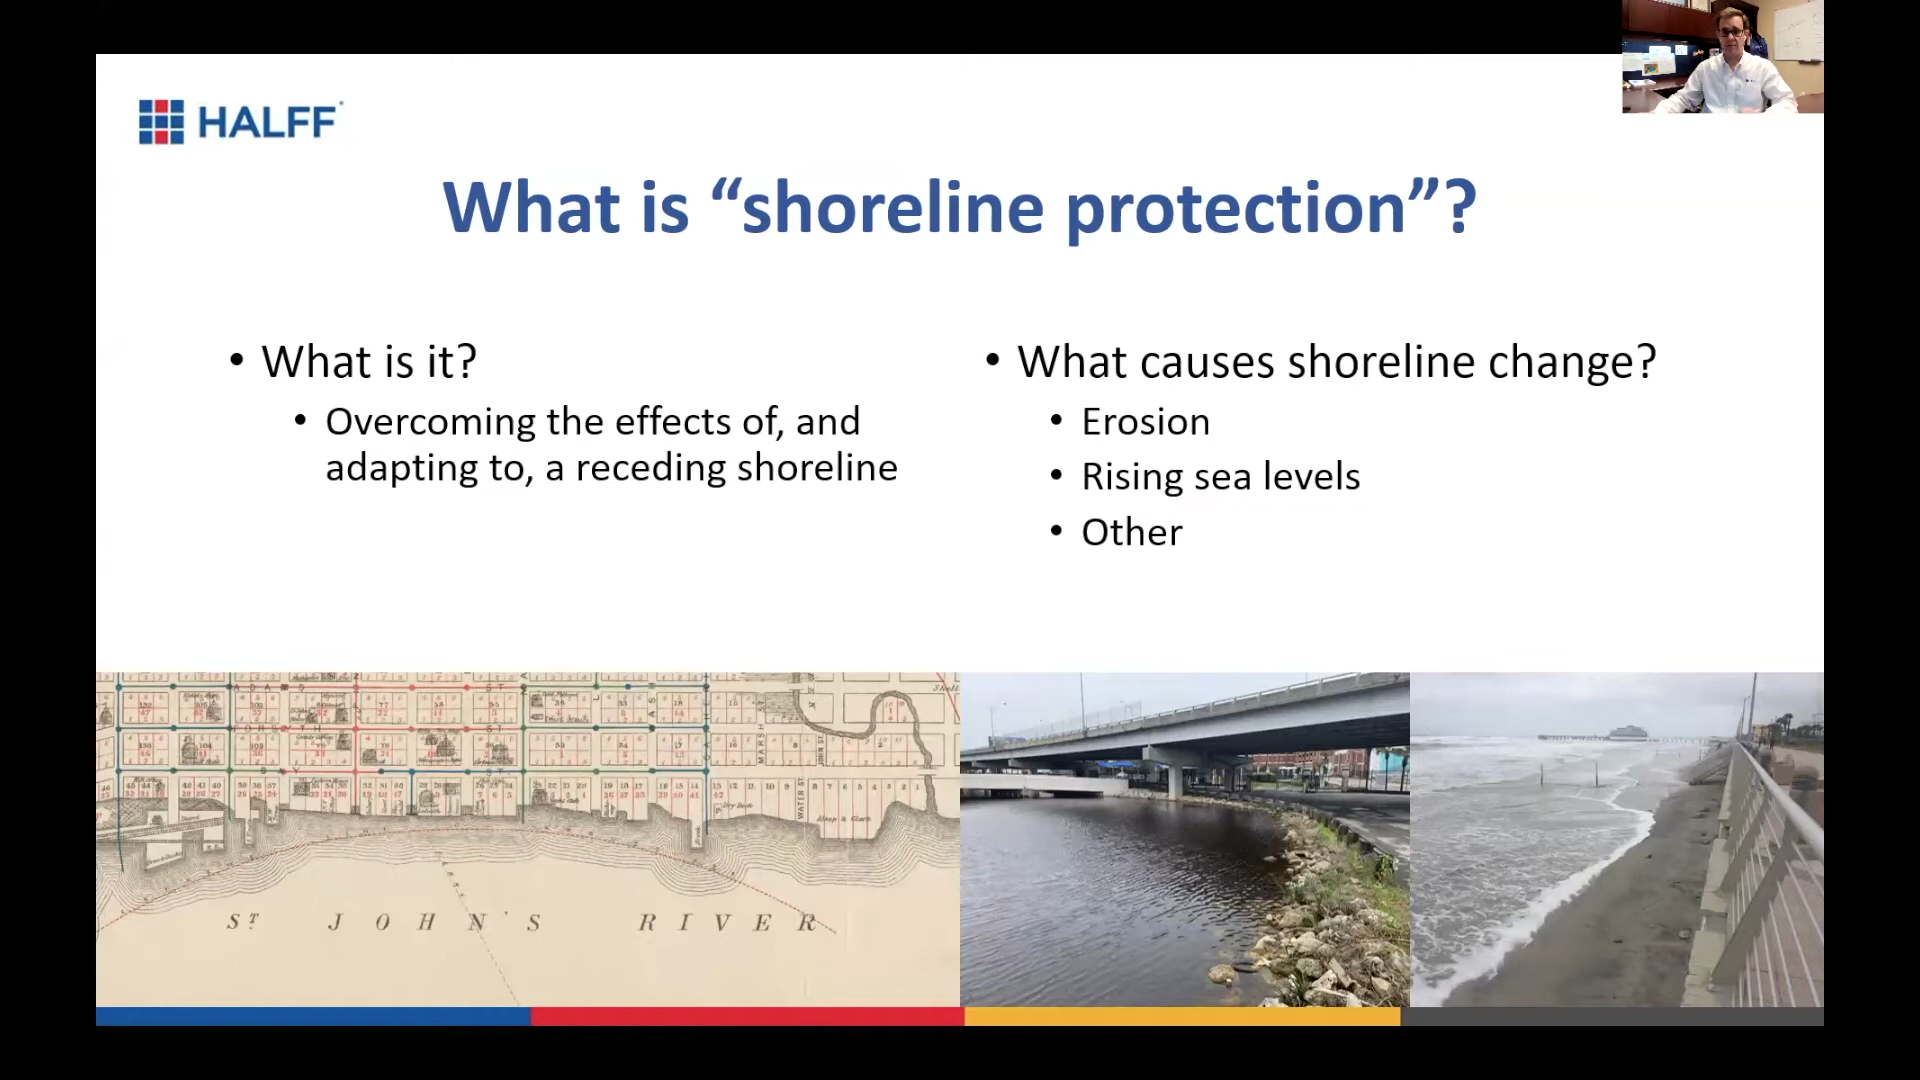 HALFF
What is “shoreline protection”?
• What is it?
• Overcoming the effects of, and
adapting to, a receding shoreline
• What causes shoreline change?
• Erosion
• Rising sea levels
• Other
ST JOHN'S RIVER